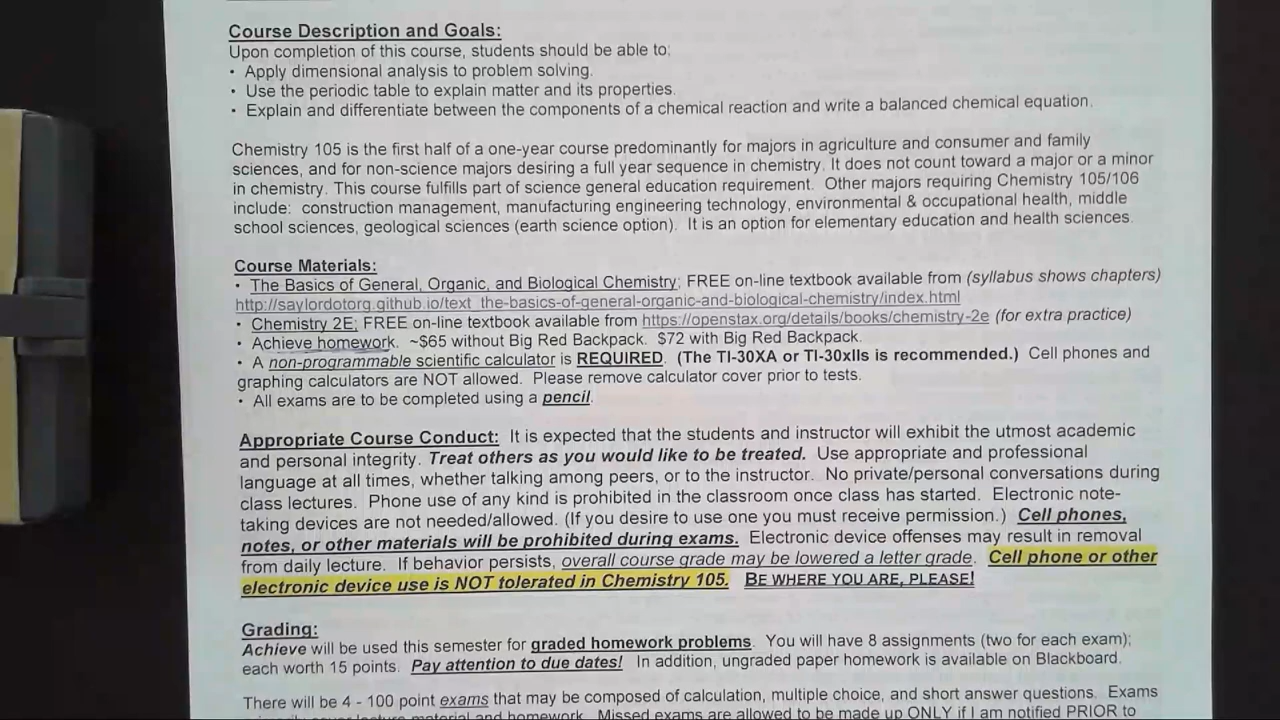 Course Description and Goals:
Upon completion of this course, students should be able to:
• Apply dimensional analysis to problem solving.
• Use the periodic table to explain matter and its properties.
• Explain and differentiate between the components of a chemical reaction and write a balanced chemical equation.
Chemistry 105 is the first half of a one-year course predominantly for majors in agriculture and consumer and family
sciences, and for non-science majors desiring a full year sequence in chemistry. It does not count toward a major or a minor
in chemistry. This course fulfills part of science general education requirement. Other majors requiring Chemistry 105/106
include: construction management, manufacturing engineering technology, environmental & occupational health, middle
school sciences, geological sciences (earth science option). It is an option for elementary education and health sciences.
Course Materials:
• The Basics of General, Organic, and Biological Chemistry; FREE on-line textbook available from (syllabus shows chapters)
http://saylordotorg.github.io/text_the-basics-of-general-organic-and-biological-chemistry/index.html
• Chemistry 2E; FREE on-line textbook available from https://openstax.org/details/books/chemistry-2e (for extra practice)
• Achieve homework. ~$65 without Big Red Backpack. $72 with Big Red Backpack.
• A non-programmable scientific calculator is REQUIRED. (The TI-30XA or TI-30xIIs is recommended.) Cell phones and
graphing calculators are NOT allowed. Please remove calculator cover prior to tests.
• All exams are to be completed using a pencil.
Appropriate Course Conduct: It is expected that the students and instructor will exhibit the utmost academic
and personal integrity. Treat others as you would like to be treated. Use appropriate and professional
language at all times, whether talking among peers, or to the instructor. No private/personal conversations during
class lectures. Phone use of any kind is prohibited in the classroom once class has started. Electronic note-
taking devices are not needed/allowed. (If you desire to use one you must receive permission.) Cell phones,
notes, or other materials will be prohibited during exams. Electronic device offenses may result in removal
from daily lecture. If behavior persists, overall course grade may be lowered a letter grade. Cell phone or other
electronic device use is NOT tolerated in Chemistry 105. BE WHERE YOU ARE, PLEASE!
Grading:
Achieve will be used this semester for graded homework problems. You will have 8 assignments (two for each exam);
each worth 15 points. Pay attention to due dates! In addition, ungraded paper homework is available on Blackboard.
There will be 4 - 100 point exams that may be composed of calculation, multiple choice, and short answer questions. Exams
material and homework. Missed exams are allowed to be made up ONLY if I am notified PRIOR to